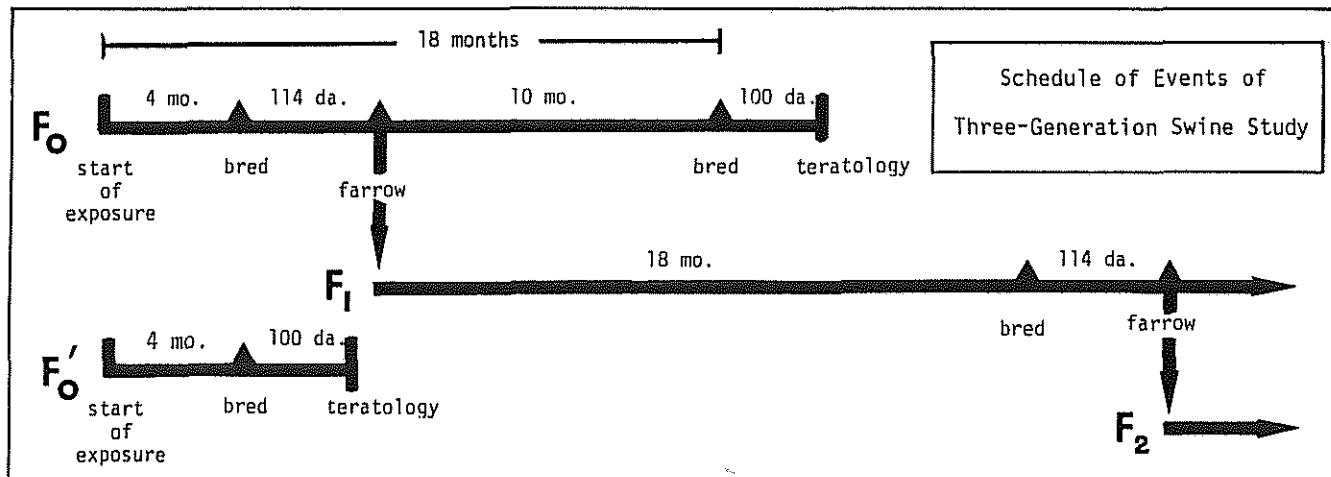 18 months
Schedule of Events of
Three-Generation Swine Study
4 mo. 114 da. 10 mo. 100 da.
Fo
start
of
exposure
bred
farrow
bred
teratology
18 mo. 114 da.
F1
bred
farrow
4 mo. 100 da.
Fo'
start
of
exposure
bred
teratology
F2